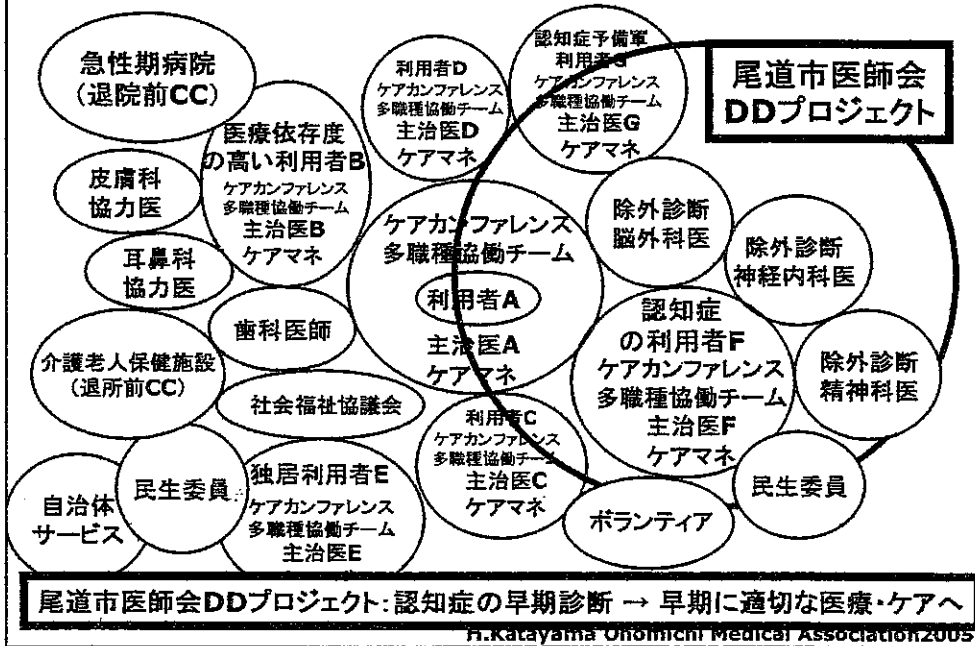 急性期病院
(退院前CC)
利用者D
ケアカンファレンス
多職種協働チーム
主治医D
ケアマネ
認知症予備軍
利用者G
ケアカンファレンス
多職種協働チーム
主治医G
ケアマネ
尾道市医師会
DDプロジェクト
医療依存度
の高い利用者B
ケアカンファレンス
多職種協働チーム
主治医B
ケアマネ
皮膚科
協力医
耳鼻科
協力医
ケアカンファレンス
多職種協働チーム
利用者A
主治医A
ケアマネ
除外診断
脳外科医
除外診断
神経内科医
歯科医師
介護老人保健施設
(退所前CC)
社会福祉協議会
認知症
の利用者F
ケアカンファレンス
多職種協働チーム
主治医F
ケアマネ
除外診断
精神科医
利用者C
ケアカンファレンス
多職種協働チーム
主治医C
ケアマネ
自治体
サービス
民生委員
独居利用者E
ケアカンファレンス
多職種協働チーム
主治医E
ボランティア
民生委員
尾道市医師会DDプロジェクト:認知症の早期診断 → 早期に適切な医療・ケアへ
H.Katayama Onomichi Medical Association2005